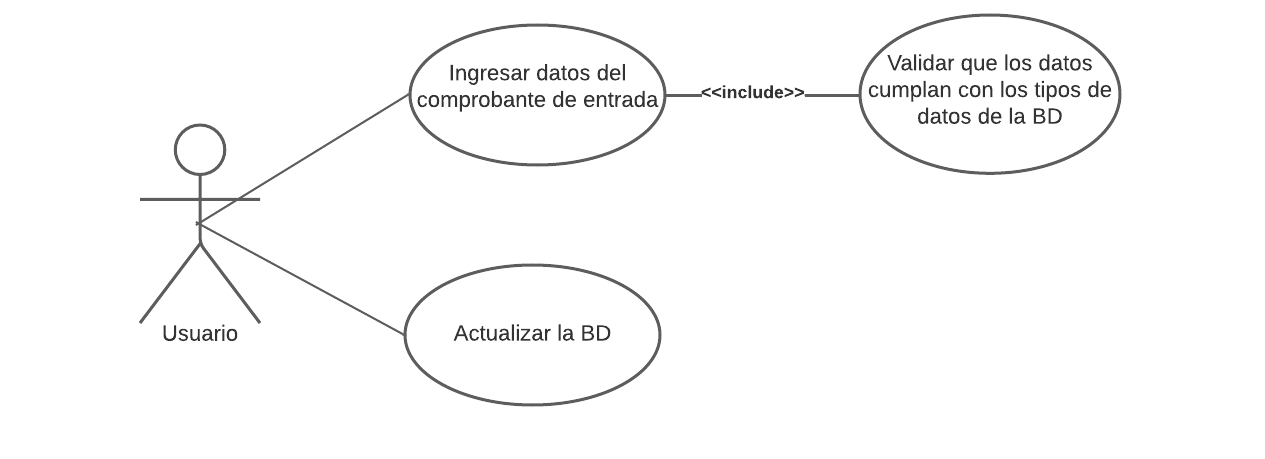 Ingresar datos del
comprobante de entrada
<<include>>
Validar que los datos
cumplan con los tipos de
datos de la BD
Usuario
Actualizar la BD